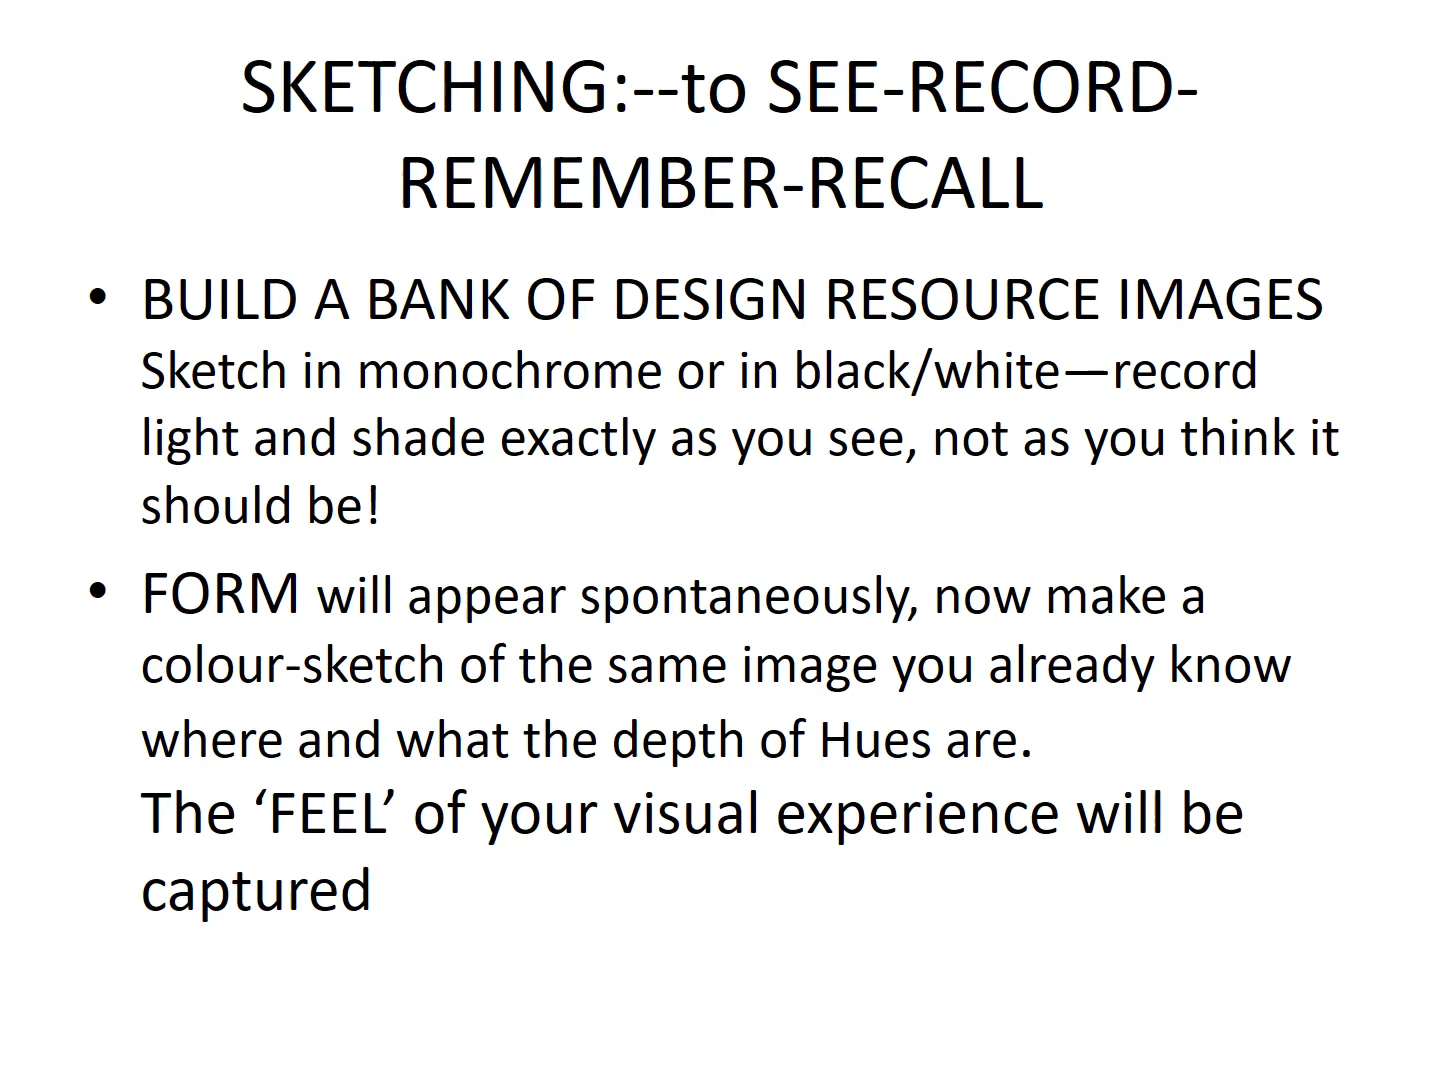 SKETCHING:--to SEE-RECORD-
REMEMBER-RECALL
• BUILD A BANK OF DESIGN RESOURCE IMAGES
Sketch in monochrome or in black/white—record
light and shade exactly as you see, not as you think it
should be!
• FORM will appear spontaneously, now make a
colour-sketch of the same image you already know
where and what the depth of Hues are.
The ‘FEEL’ of your visual experience will be
captured